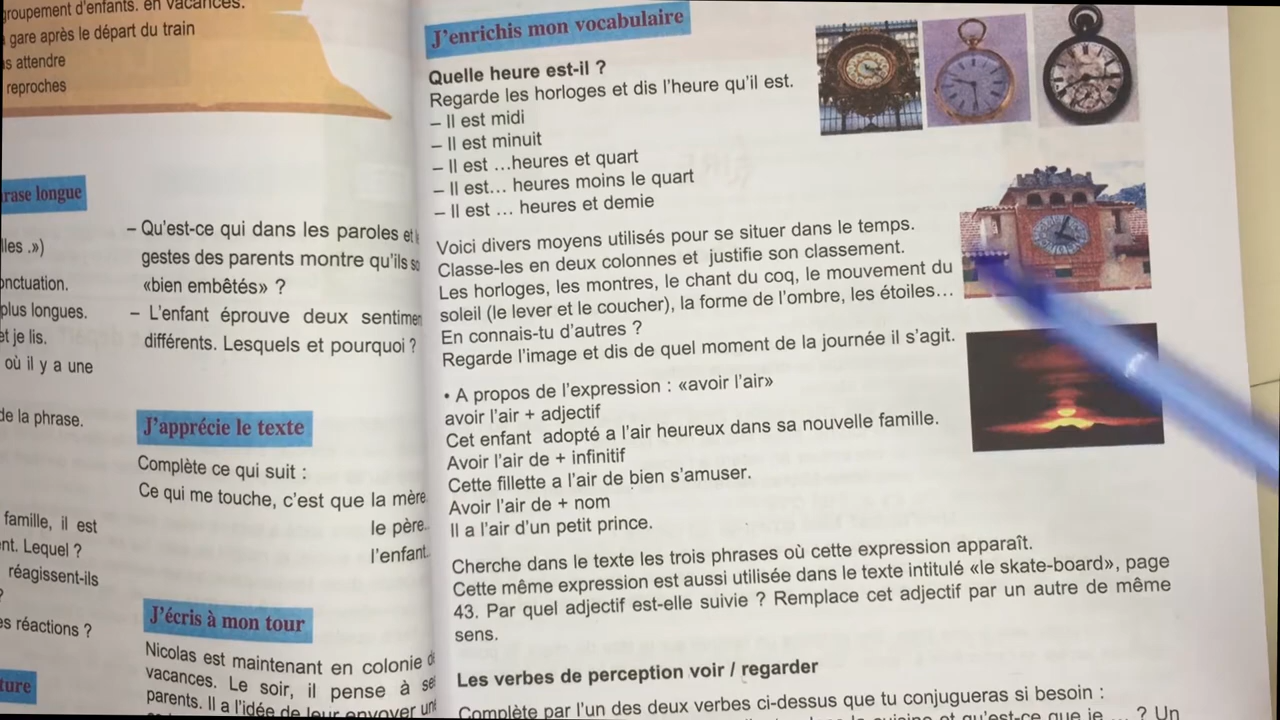 groupement d'enfants. en vacances.
gare après le départ du train
attendre
reproches
rase longue
lles .»)
plus longues.
et je lis.
où il y a une
de la phrase.
famille, il est
nt. Lequel ?
réagissent-ils
es réactions ?
ture
– Qu'est-ce qui dans les paroles et
gestes des parents montre qu'ils so
«bien embêtés» ?
– L'enfant éprouve deux sentimen
différents. Lesquels et pourquoi ?
J'apprécie le texte
Complète ce qui suit :
Ce qui me touche, c'est que la mère
le père..
l'enfant.
J'écris à mon tour
Nicolas est maintenant en colonie d
vacances. Le soir, il pense à se
parents. Il a l'idée de leur envoyer un
J'enrichis mon vocabulaire
Quelle heure est-il ?
Regarde les horloges et dis l'heure qu'il est.
– Il est midi
– Il est minuit
– Il est …heures et quart
– Il est… heures moins le quart
– Il est … heures et demie
Voici divers moyens utilisés pour se situer dans le temps.
Classe-les en deux colonnes et justifie son classement.
Les horloges, les montres, le chant du coq, le mouvement du
soleil (le lever et le coucher), la forme de l'ombre, les étoiles…
En connais-tu d'autres ?
Regarde l'image et dis de quel moment de la journée il s'agit.
• A propos de l'expression : «avoir l'air»
avoir l'air + adjectif
Cet enfant adopté a l'air heureux dans sa nouvelle famille.
Avoir l'air de + infinitif
Cette fillette a l'air de bien s'amuser.
Avoir l'air de + nom
Il a l'air d'un petit prince.
Cherche dans le texte les trois phrases où cette expression apparaît.
Cette même expression est aussi utilisée dans le texte intitulé «le skate-board», page
43. Par quel adjectif est-elle suivie ? Remplace cet adjectif par un autre de même
sens.
Les verbes de perception voir / regarder
Complète par l'un des deux verbes ci-dessus que tu conjugueras si besoin :
cuisine et qu'est-ce que je … ? Un